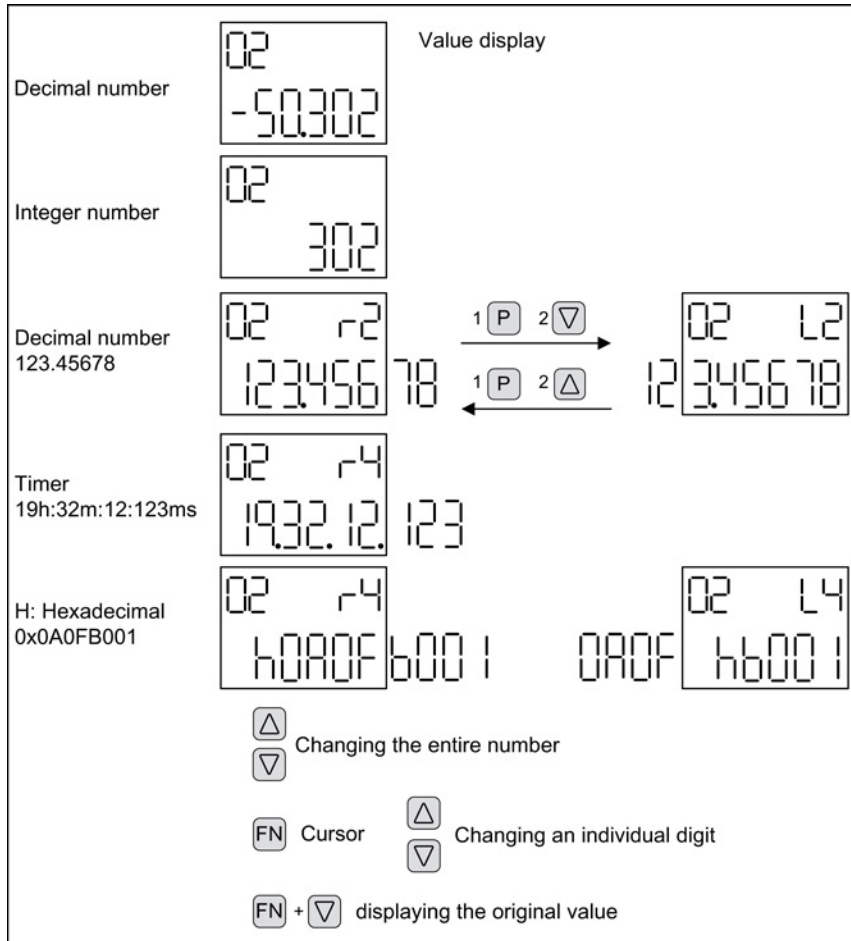 Value display
02
Decimal number
-50.302
02
Integer number
302
02 r2
1 P 2
02 L2
Decimal number
123.45678
123.456 78
1 P 2
12 3.45678
02 r4
Timer
19h:32m:12:123ms
19.32.12. 123
02 r4
02 L4
H: Hexadecimal
0x0A0FB001
h0A0F b001
0A0F hb001
Changing the entire number
FN Cursor
Changing an individual digit
FN + displaying the original value